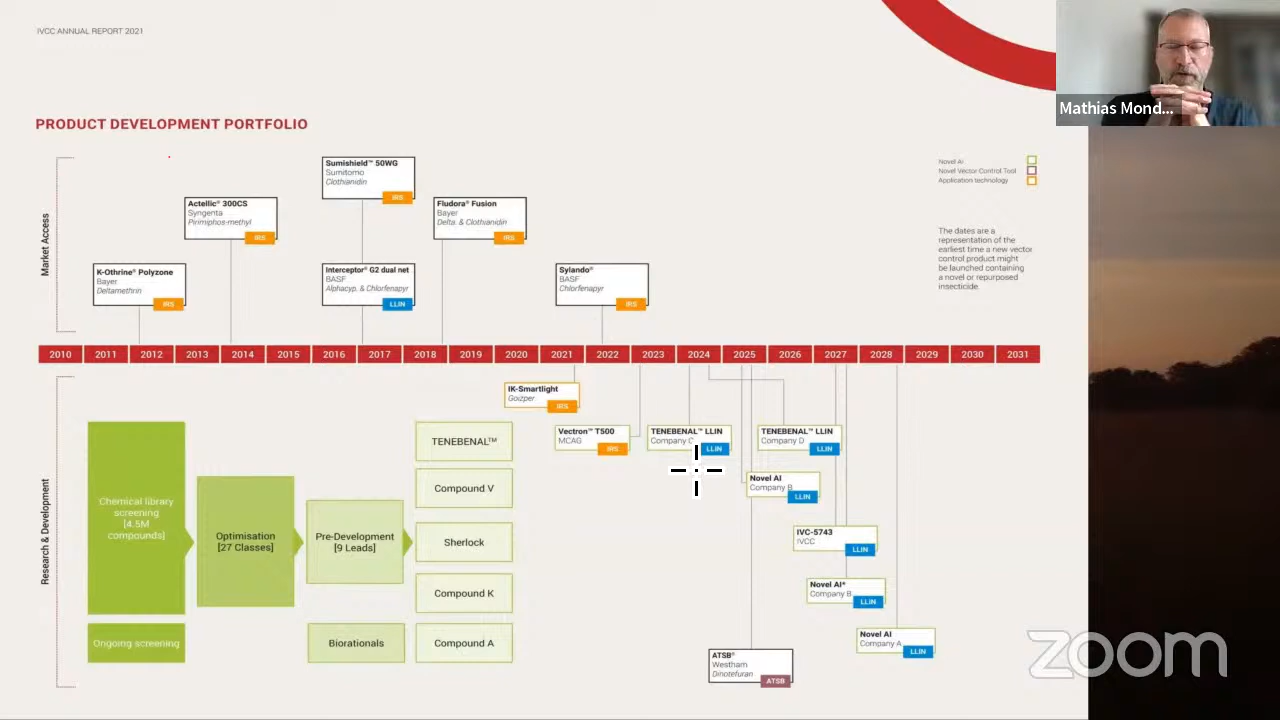 IVCC ANNUAL REPORT 2021
Mathias Mond...
PRODUCT DEVELOPMENT PORTFOLIO
Novel Ai
Novel Vector Control Tool
Application technology
The dates are a
representation of the
earliest time a new vector
control product might
be launched containing
a novel or repurposed
insecticide.
Market Access
Sumishield™ 50WG
Sumitomo
Clothianidin
IRS
Actellic® 300CS
Syngenta
Pirimiphos-methyl
IRS
Fludora® Fusion
Bayer
Delta. & Clothianidin
IRS
K-Othrine® Polyzone
Bayer
Deltamethrin
IRS
Interceptor® G2 dual net
BASF
Alphacyp. & Chlorfenapyr
LLIN
Sylando®
BASF
Chlorfenapyr
IRS
2010 2011 2012 2013 2014 2015 2016 2017 2018 2019 2020 2021 2022 2023 2024 2025 2026 2027 2028 2029 2030 2031
Research & Development
IK-Smartlight
Goizper
IRS
Vectron™ T500
MCAG
IRS
TENEBENAL™ LLIN
Company C
LLIN
TENEBENAL™ LLIN
Company D
LLIN
Novel AI
Company B
LLIN
IVC-5743
IVCC
LLIN
Novel AI*
Company B
LLIN
Novel AI
Company A
LLIN
ATSB®
Westham
Dinotefuran
ATSB
Chemical library
screening
[4.5M
compounds]
Optimisation
[27 Classes]
Pre-Development
[9 Leads]
TENEBENAL™
Compound V
Sherlock
Compound K
Compound A
Ongoing screening
Biorationals
zoom